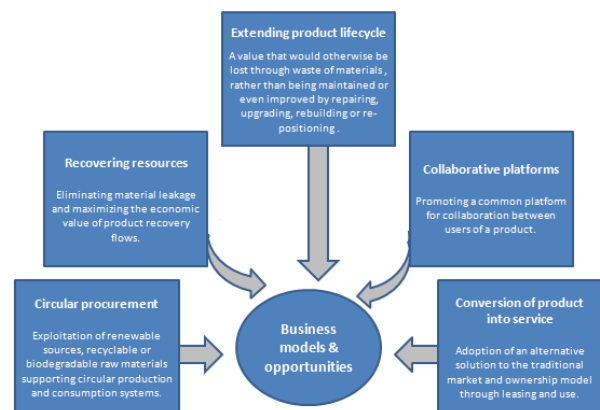 Extending product lifecycle
A value that would otherwise be
lost through waste of materials ,
rather than being maintained or
even improved by repairing,
upgrading, rebuilding or re-
positioning .
Recovering resources
Eliminating material leakage
and maximizing the economic
value of product recovery
flows.
Collaborative platforms
Promoting a common platform
for collaboration between
users of a product.
Circular procurement
Exploitation of renewable
sources, recyclable or
biodegradable raw materials
supporting circular production
and consumption systems.
Business
models &
opportunities
Conversion of product
into service
Adoption of an alternative
solution to the traditional
market and ownership model
through leasing and use.